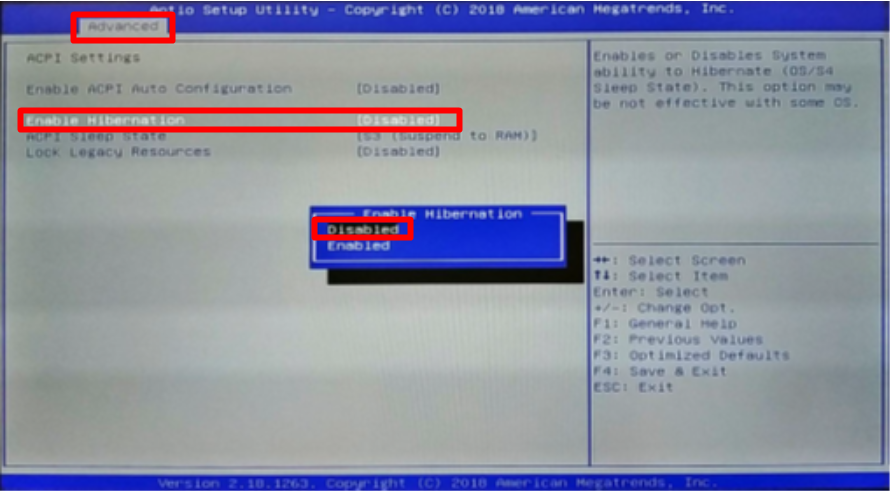 Aptio Setup Utility - Copyright (C) 2018 American Megatrends, Inc.
Advanced
ACPI Settings
Enable ACPI Auto Configuration [Disabled]
Enable Hibernation [Disabled]
ACPI Sleep State [S3 (Suspend to RAM)]
Lock Legacy Resources [Disabled]
Enable Hibernation
Disabled
Enabled
Enables or Disables System
ability to Hibernate (OS/S4
Sleep State). This option may
be not effective with some OS.
→←: Select Screen
↑↓: Select Item
Enter: Select
+/-: Change Opt.
F1: General Help
F2: Previous Values
F3: Optimized Defaults
F4: Save & Exit
ESC: Exit
Version 2.18.1263. Copyright (C) 2018 American Megatrends, Inc.